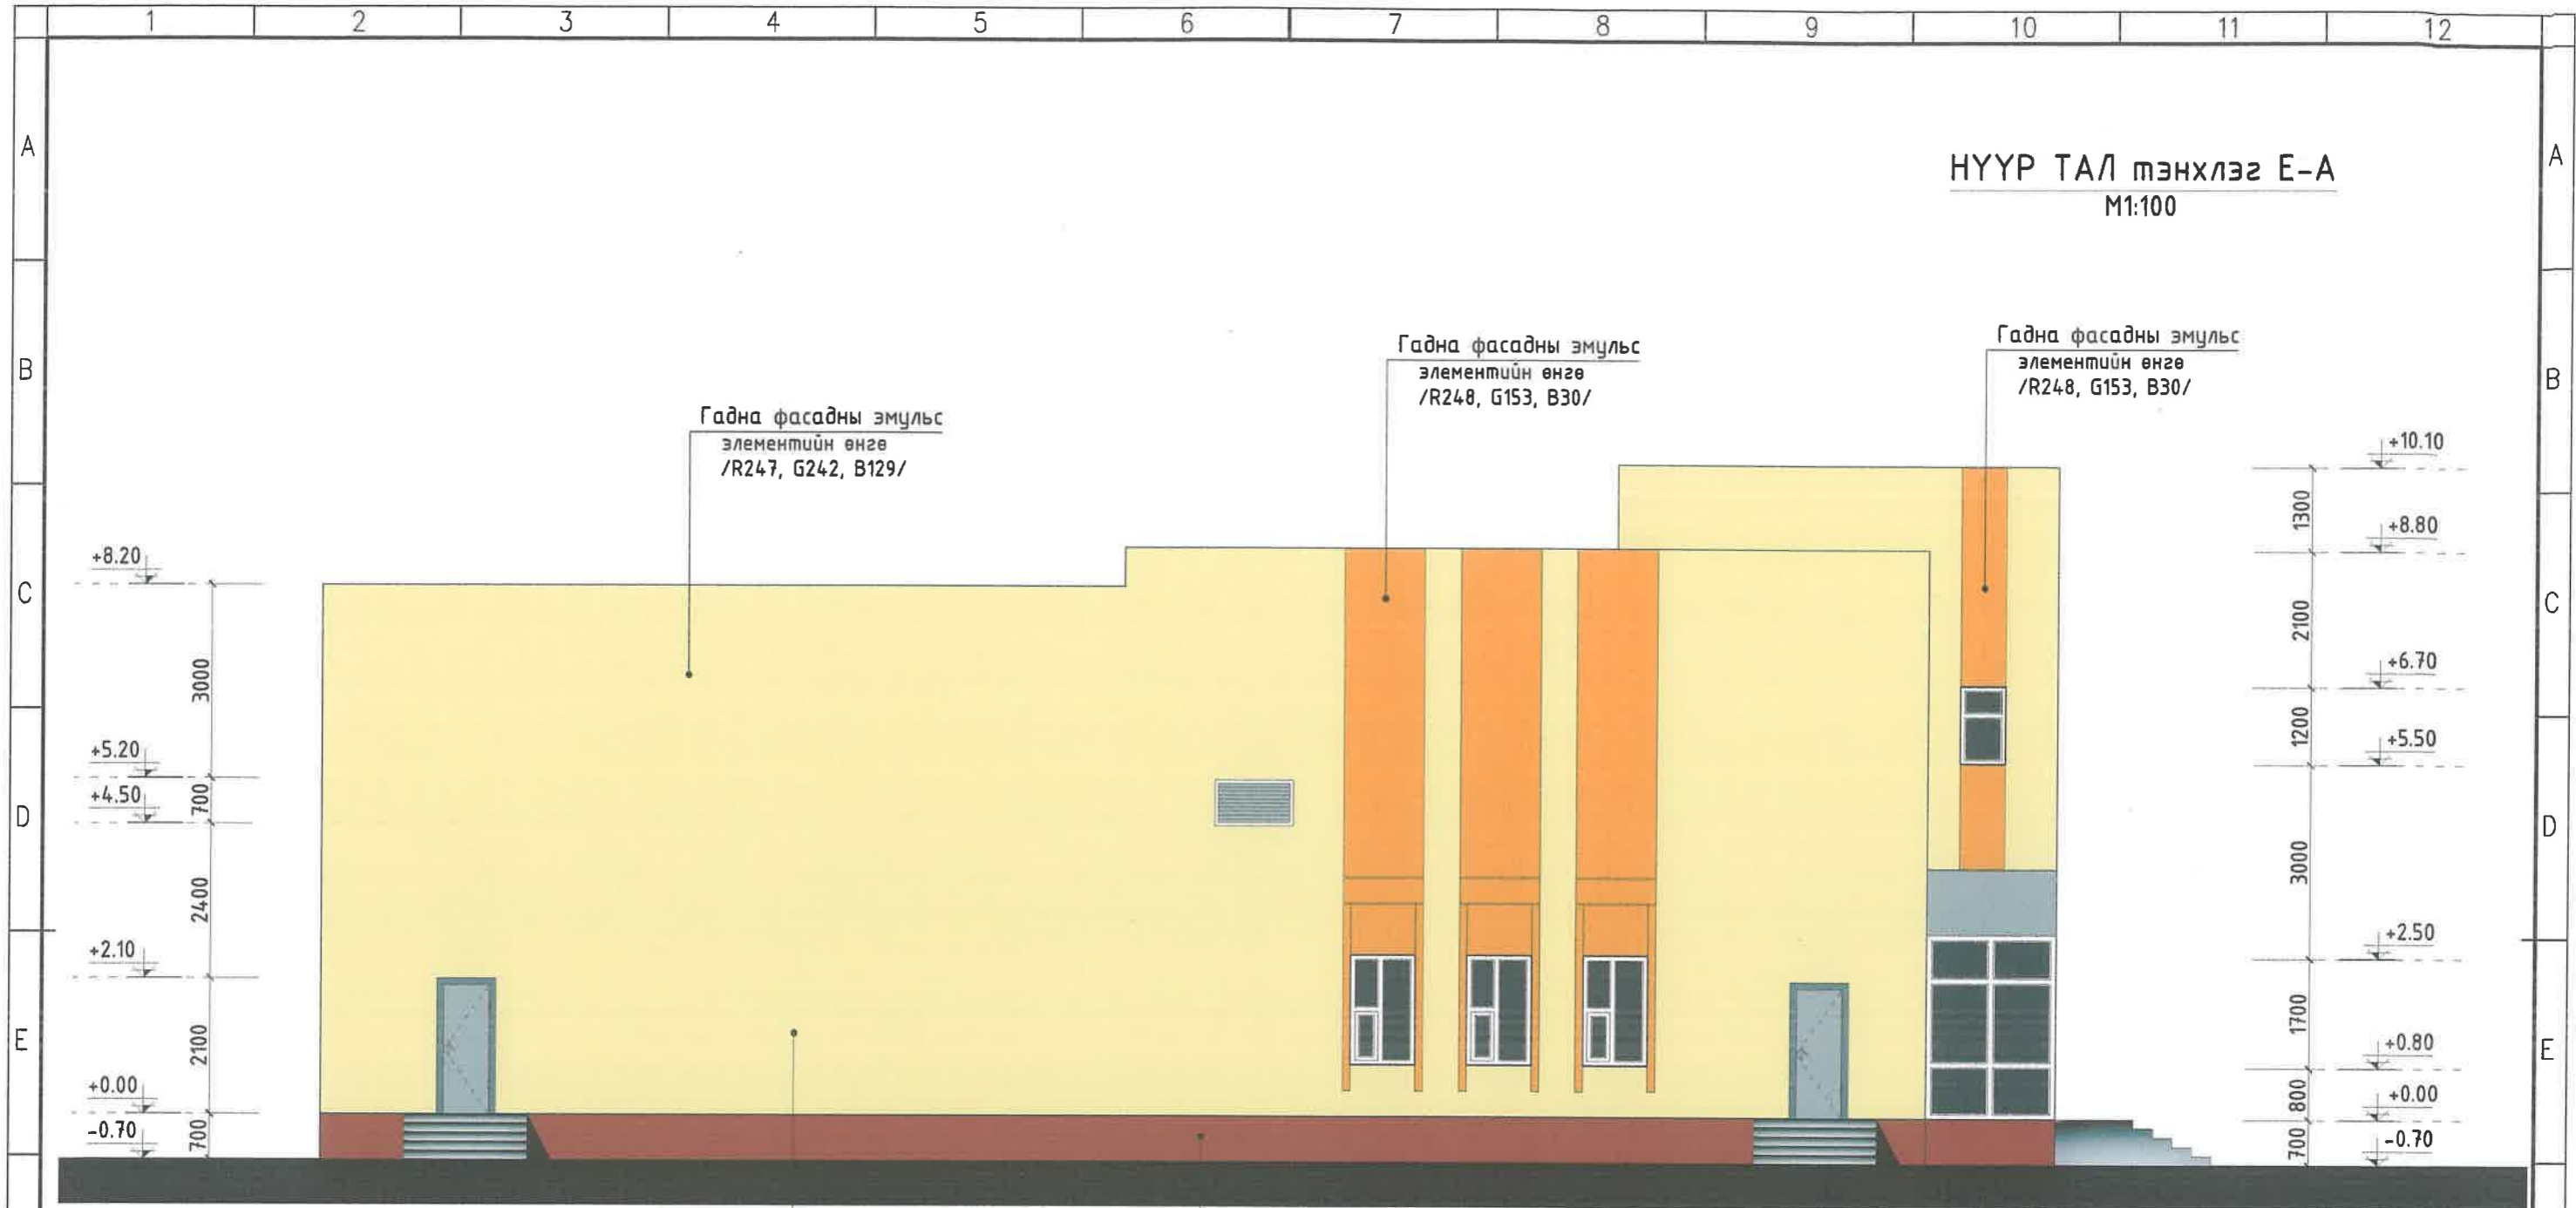 1 2 3 4 5 6 7 8 9 10 11 12
A A
НҮҮР ТАЛ тэнхлэг Е-А
М1:100
B B
Гадна фасадны эмульс
элементийн өнгө
/R247, G242, B129/
Гадна фасадны эмульс
элементийн өнгө
/R248, G153, B30/
Гадна фасадны эмульс
элементийн өнгө
/R248, G153, B30/
C C
D D
E E
+8.20
3000
+5.20
700
+4.50
2400
+2.10
2100
+0.00
700
-0.70
+10.10
1300
+8.80
2100
+6.70
1200
+5.50
3000
+2.50
1700
+0.80
800
+0.00
700
-0.70